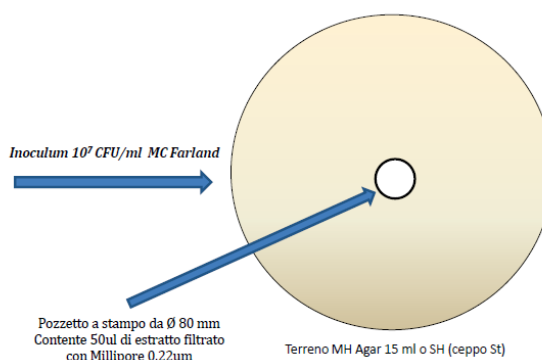 Inoculum 10⁷ CFU/ml MC Farland
Pozzetto a stampo da Ø 80 mm
Contente 50ul di estratto filtrato
con Millipore 0.22um
Terreno MH Agar 15 ml o SH (ceppo St)